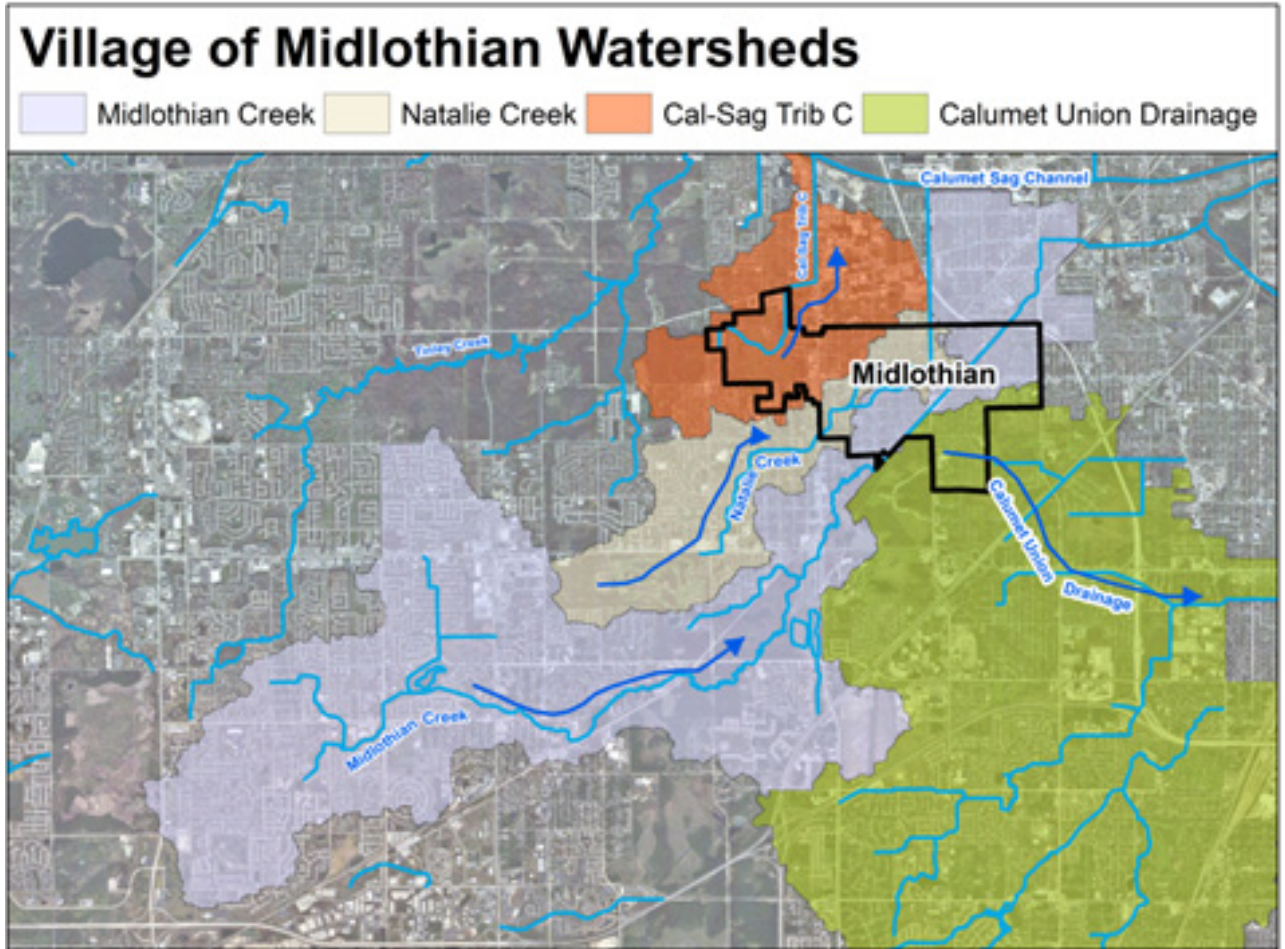 Village of Midlothian Watersheds
Midlothian Creek
Natalie Creek
Cal-Sag Trib C
Calumet Union Drainage
Calumet Sag Channel
Cal-Sag Trib C
Tinley Creek
Midlothian
Natalie Creek
Calumet Union Drainage
Midlothian Creek